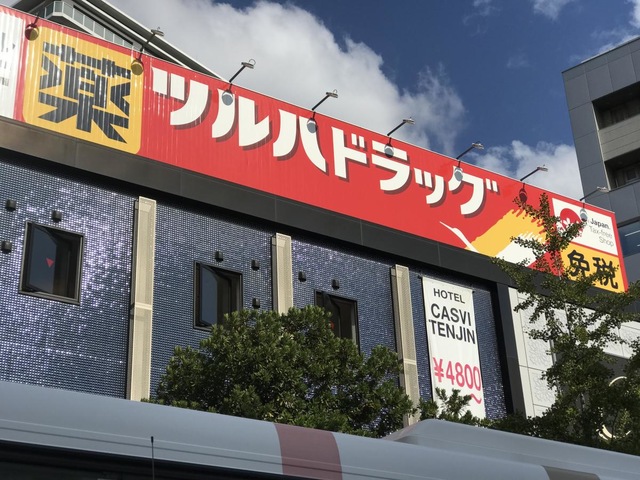 薬
ツルハドラッグ
Japan.
Tax-free
Shop
免税
HOTEL
CASVI
TENJIN
¥4800
〜